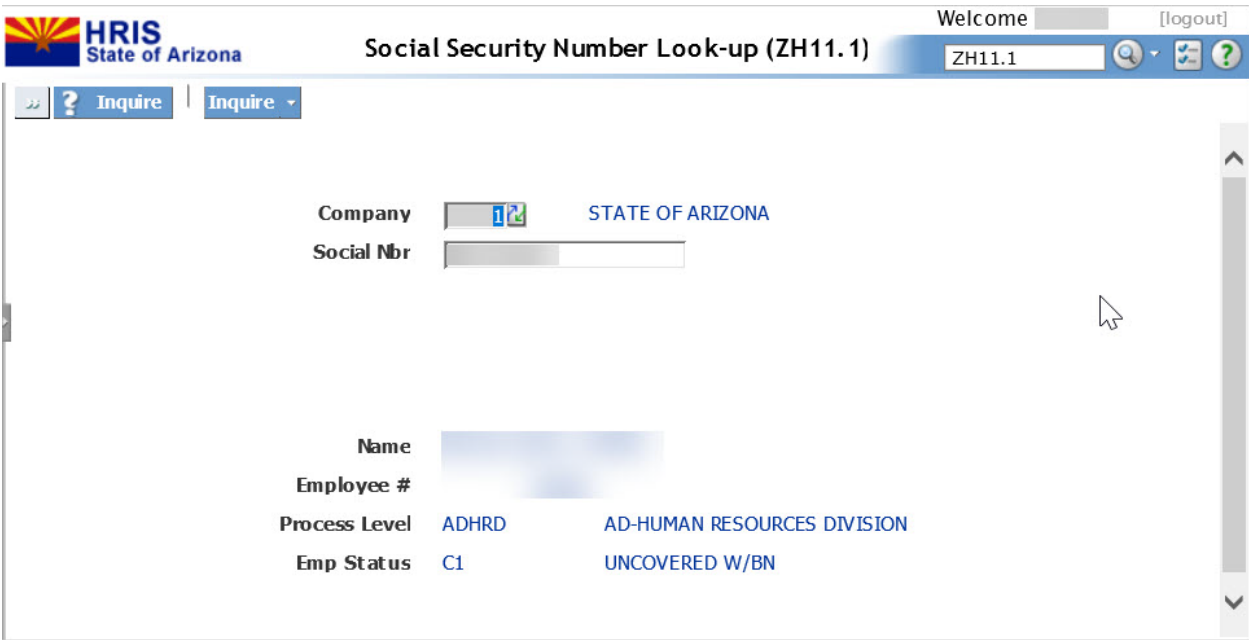 Welcome [logout]
HRIS
State of Arizona
Social Security Number Look-up (ZH11.1)
ZH11.1
Inquire Inquire
Company 1 STATE OF ARIZONA
Social Nbr
Name
Employee #
Process Level ADHRD AD-HUMAN RESOURCES DIVISION
Emp Status C1 UNCOVERED W/BN